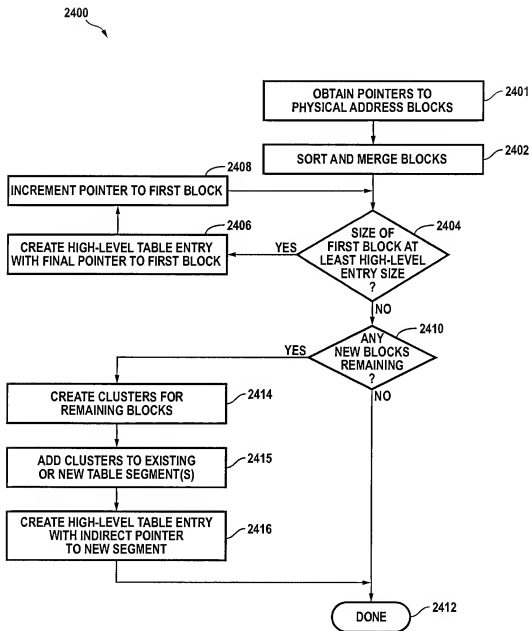 2400
OBTAIN POINTERS TO
PHYSICAL ADDRESS BLOCKS
2401
SORT AND MERGE BLOCKS
2402
2408
INCREMENT POINTER TO FIRST BLOCK
2406
CREATE HIGH-LEVEL TABLE ENTRY
WITH FINAL POINTER TO FIRST BLOCK
YES
SIZE OF
FIRST BLOCK AT
LEAST HIGH-LEVEL
ENTRY SIZE
?
2404
NO
YES
ANY
NEW BLOCKS
REMAINING
?
2410
NO
CREATE CLUSTERS FOR
REMAINING BLOCKS
2414
ADD CLUSTERS TO EXISTING
OR NEW TABLE SEGMENT(S)
2415
CREATE HIGH-LEVEL TABLE ENTRY
WITH INDIRECT POINTER
TO NEW SEGMENT
2416
DONE
2412